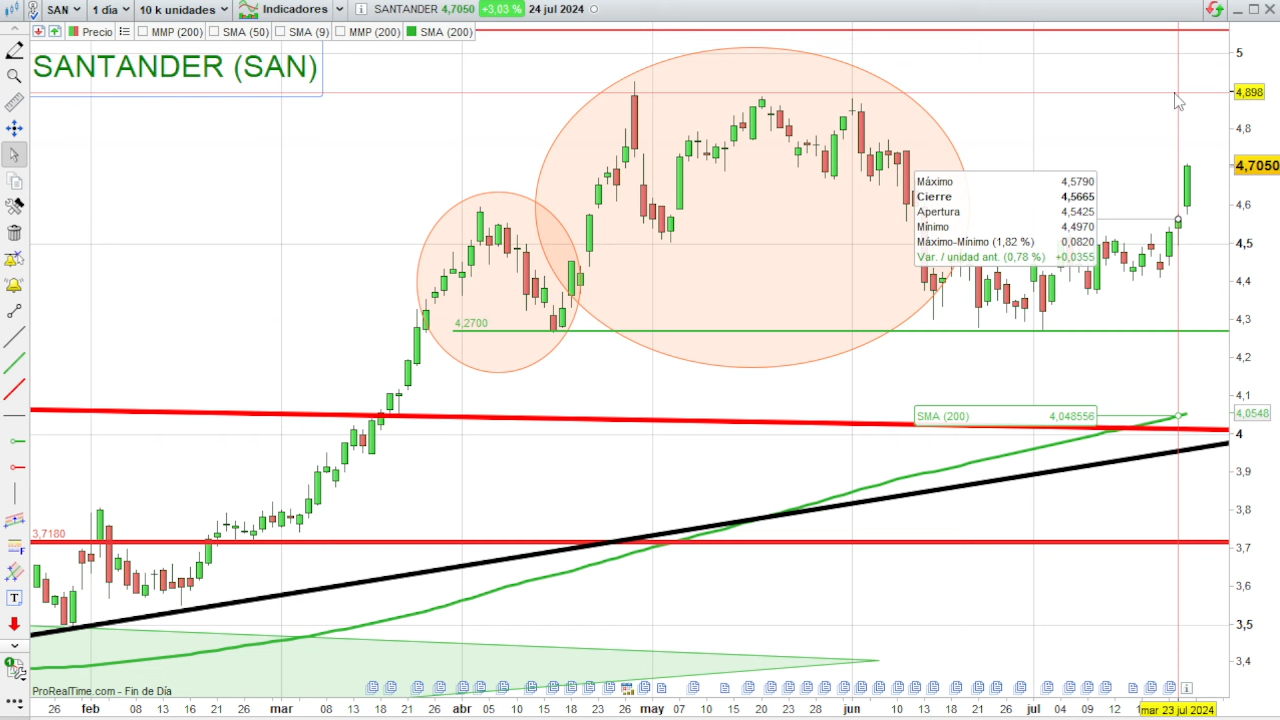 SAN 1 día 10 k unidades Indicadores SANTANDER 4,7050 +3,03 % 24 jul 2024
Precio MMP (200) SMA (50) SMA (9) MMP (200) SMA (200)
SANTANDER (SAN)
5
4,898
4,8
4,7050
4,6
4,5
4,4
4,3
4,2
4,1
4,0548
4
3,9
3,8
3,7
3,6
3,5
3,4
Máximo 4,5790
Cierre 4,5665
Apertura 4,5425
Mínimo 4,4970
Máximo-Mínimo (1,82 %) 0,0820
Var. / unidad ant. (0,78 %) +0,0355
4,2700
SMA (200) 4,048556
3,7180
ProRealTime.com - Fin de Día
26 feb 08 13 16 21 26 mar 08 13 18 21 26 abr 10 15 18 23 26 may 07 10 15 20 23 28 jun 10 13 18 21 26 jul 04 09 12 mar 23 jul 2024